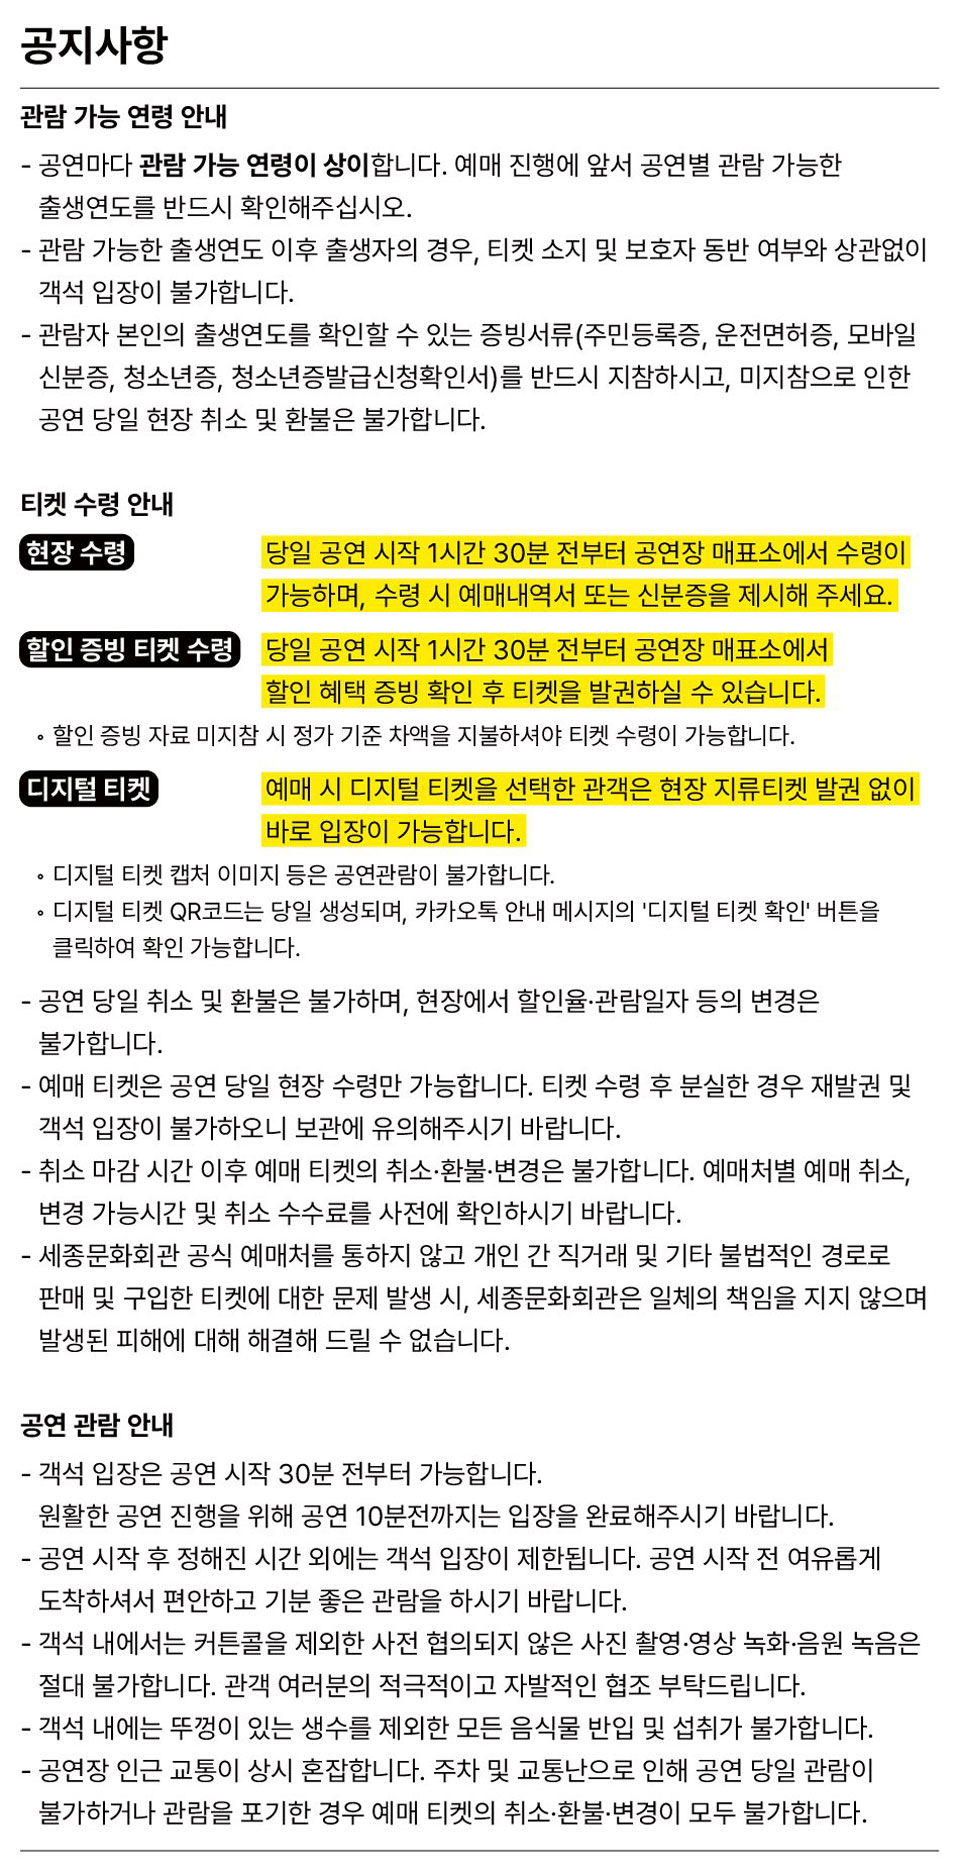 공지사항
관람 가능 연령 안내
- 공연마다 관람 가능 연령이 상이합니다. 예매 진행에 앞서 공연별 관람 가능한
출생연도를 반드시 확인해주십시오.
- 관람 가능한 출생연도 이후 출생자의 경우, 티켓 소지 및 보호자 동반 여부와 상관없이
객석 입장이 불가합니다.
- 관람자 본인의 출생연도를 확인할 수 있는 증빙서류(주민등록증, 운전면허증, 모바일
신분증, 청소년증, 청소년증발급신청확인서)를 반드시 지참하시고, 미지참으로 인한
공연 당일 현장 취소 및 환불은 불가합니다.
티켓 수령 안내
현장 수령 당일 공연 시작 1시간 30분 전부터 공연장 매표소에서 수령이
가능하며, 수령 시 예매내역서 또는 신분증을 제시해 주세요.
할인 증빙 티켓 수령 당일 공연 시작 1시간 30분 전부터 공연장 매표소에서
할인 혜택 증빙 확인 후 티켓을 발권하실 수 있습니다.
∘ 할인 증빙 자료 미지참 시 정가 기준 차액을 지불하셔야 티켓 수령이 가능합니다.
디지털 티켓 예매 시 디지털 티켓을 선택한 관객은 현장 지류티켓 발권 없이
바로 입장이 가능합니다.
∘ 디지털 티켓 캡처 이미지 등은 공연관람이 불가합니다.
∘ 디지털 티켓 QR코드는 당일 생성되며, 카카오톡 안내 메시지의 '디지털 티켓 확인' 버튼을
클릭하여 확인 가능합니다.
- 공연 당일 취소 및 환불은 불가하며, 현장에서 할인율·관람일자 등의 변경은
불가합니다.
- 예매 티켓은 공연 당일 현장 수령만 가능합니다. 티켓 수령 후 분실한 경우 재발권 및
객석 입장이 불가하오니 보관에 유의해주시기 바랍니다.
- 취소 마감 시간 이후 예매 티켓의 취소·환불·변경은 불가합니다. 예매처별 예매 취소,
변경 가능시간 및 취소 수수료를 사전에 확인하시기 바랍니다.
- 세종문화회관 공식 예매처를 통하지 않고 개인 간 직거래 및 기타 불법적인 경로로
판매 및 구입한 티켓에 대한 문제 발생 시, 세종문화회관은 일체의 책임을 지지 않으며
발생된 피해에 대해 해결해 드릴 수 없습니다.
공연 관람 안내
- 객석 입장은 공연 시작 30분 전부터 가능합니다.
원활한 공연 진행을 위해 공연 10분전까지는 입장을 완료해주시기 바랍니다.
- 공연 시작 후 정해진 시간 외에는 객석 입장이 제한됩니다. 공연 시작 전 여유롭게
도착하셔서 편안하고 기분 좋은 관람을 하시기 바랍니다.
- 객석 내에서는 커튼콜을 제외한 사전 협의되지 않은 사진 촬영·영상 녹화·음원 녹음은
절대 불가합니다. 관객 여러분의 적극적이고 자발적인 협조 부탁드립니다.
- 객석 내에는 뚜껑이 있는 생수를 제외한 모든 음식물 반입 및 섭취가 불가합니다.
- 공연장 인근 교통이 상시 혼잡합니다. 주차 및 교통난으로 인해 공연 당일 관람이
불가하거나 관람을 포기한 경우 예매 티켓의 취소·환불·변경이 모두 불가합니다.